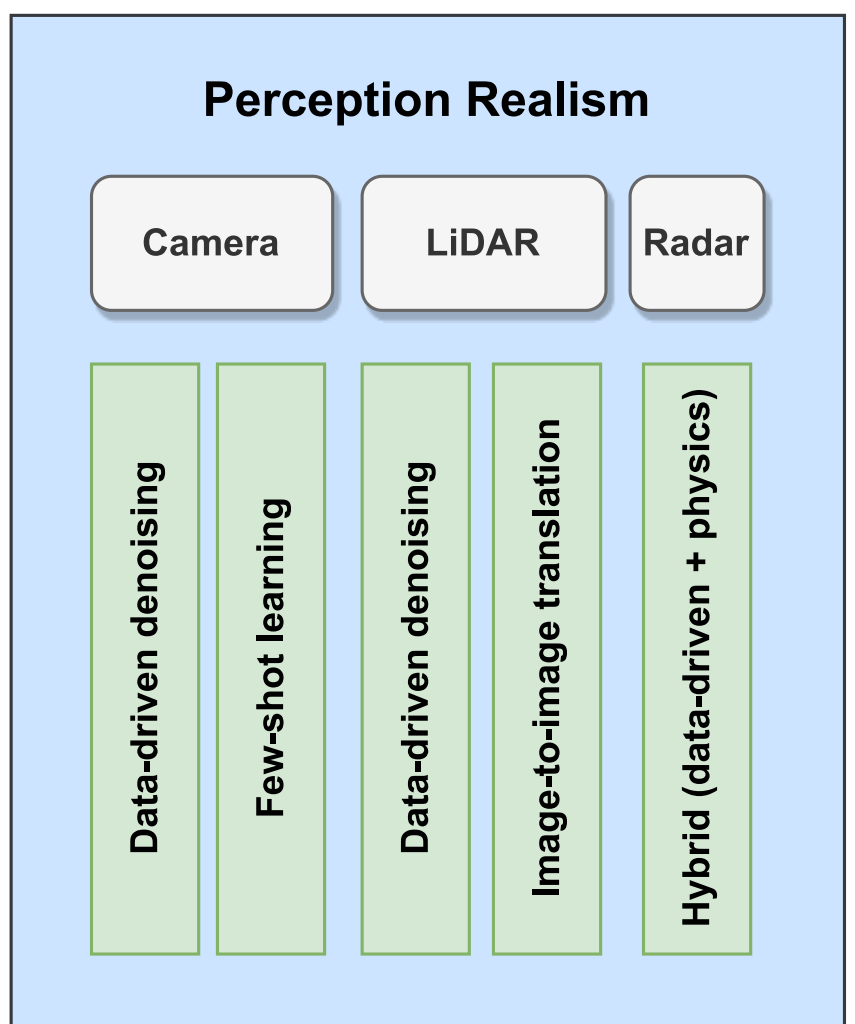 Perception Realism
Camera
LiDAR
Radar
Data-driven denoising
Few-shot learning
Data-driven denoising
Image-to-image translation
Hybrid (data-driven + physics)